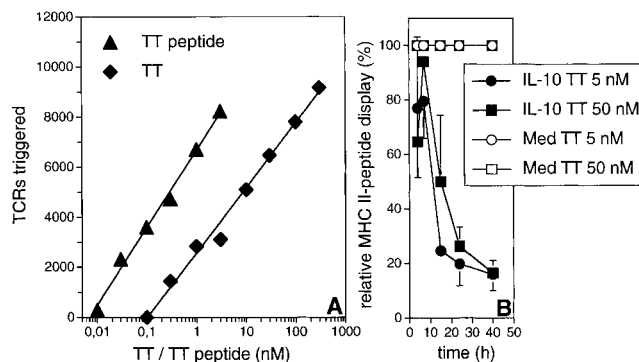 TCRs triggered
12000
10000
8000
6000
4000
2000
0
TT peptide
TT
0,01 0,1 1 10 100 1000
TT / TT peptide (nM)
A
relative MHC II-peptide display (%)
100
80
60
40
20
0
IL-10 TT 5 nM
IL-10 TT 50 nM
Med TT 5 nM
Med TT 50 nM
0 10 20 30 40 50
time (h)
B